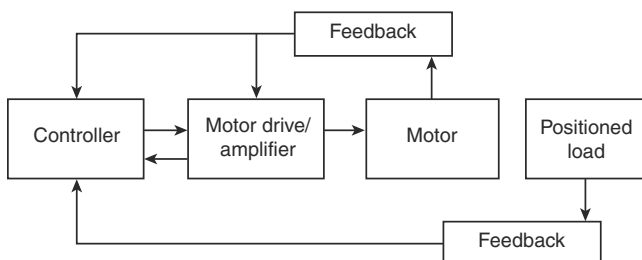 Feedback
Controller
Motor drive/
amplifier
Motor
Positioned
load
Feedback